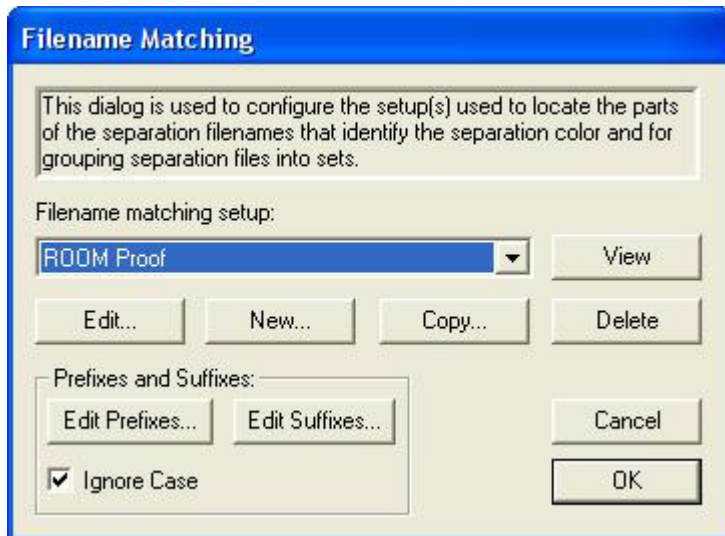 Filename Matching
This dialog is used to configure the setup(s) used to locate the parts
of the separation filenames that identify the separation color and for
grouping separation files into sets.
Filename matching setup:
ROOM Proof
View
Edit...
New...
Copy...
Delete
Prefixes and Suffixes:
Edit Prefixes...
Edit Suffixes...
Cancel
Ignore Case
OK